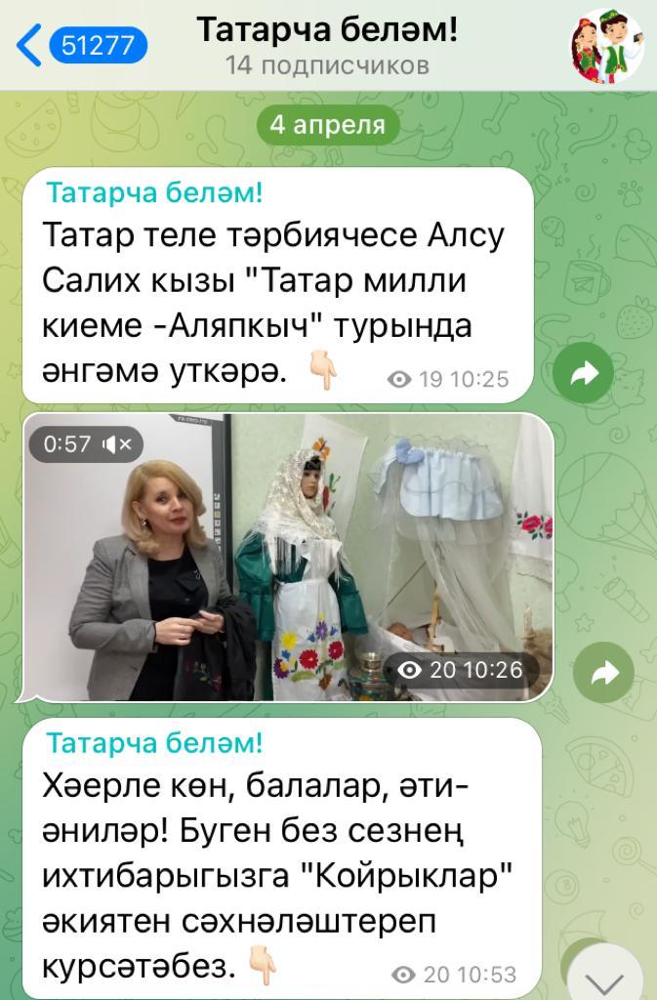 51277
Татарча беләм!
14 подписчиков
4 апреля
Татарча беләм!
Татар теле тәрбиячесе Алсу
Салих кызы "Татар милли
киеме -Аляпкыч" турында
әнгәмә уткәрә. 👇🏻
19 10:25
0:57
20 10:26
Татарча беләм!
Хәерле көн, балалар, әти-
әниләр! Буген без сезнең
ихтибарыгызга "Койрыклар"
әкиятен сәхнәләштереп
курсәтәбез. 👇🏻
20 10:53